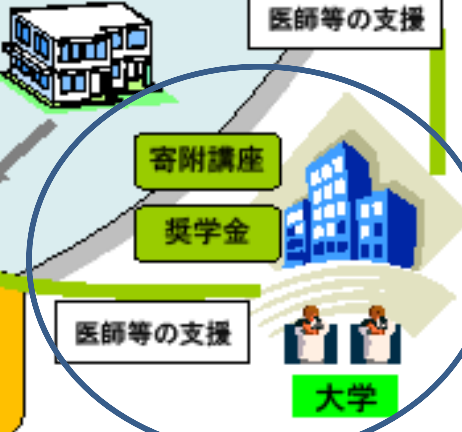 医師等の支援
寄附講座
奨学金
医師等の支援
大学